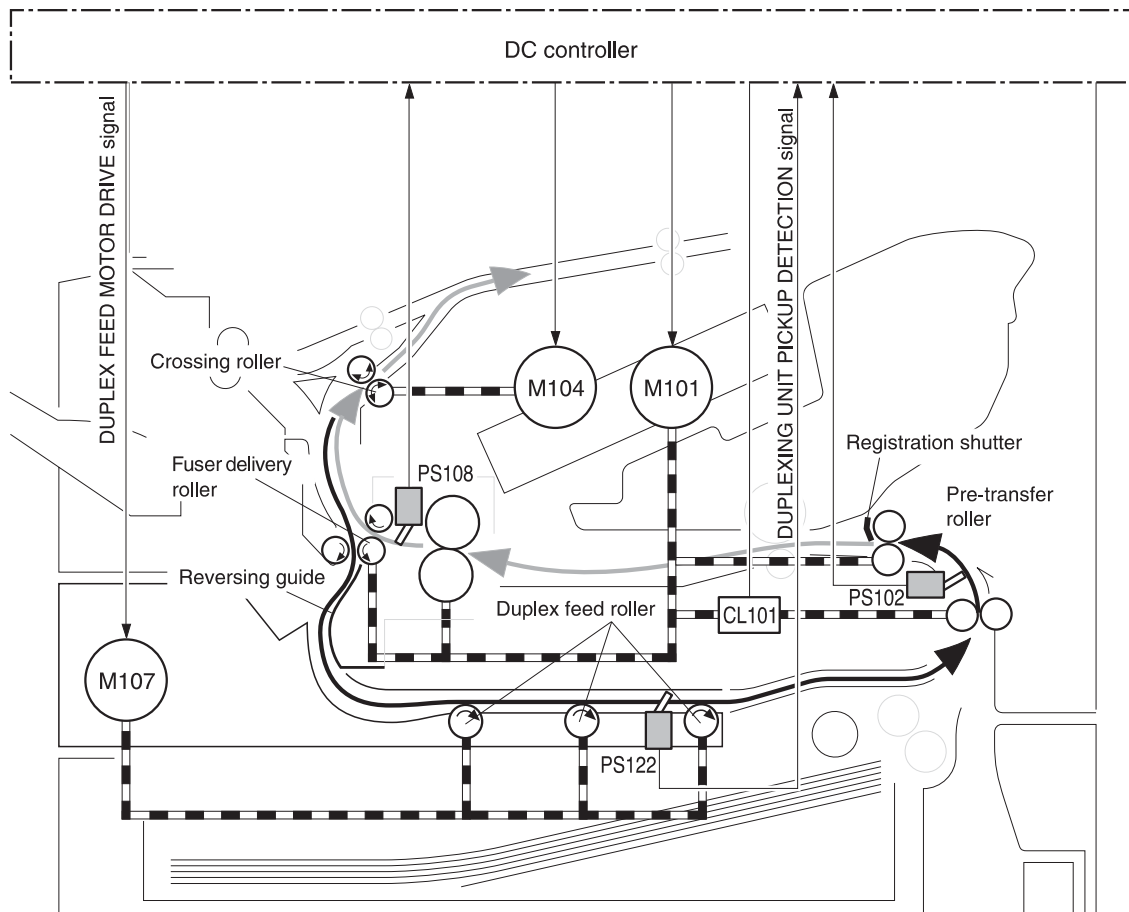 DC controller
DUPLEX FEED MOTOR DRIVE signal
DUPLEXING UNIT PICKUP DETECTION signal
Crossing roller
M104
M101
Registration shutter
Fuser delivery
roller
PS108
Pre-transfer
roller
Reversing guide
PS102
Duplex feed roller
CL101
M107
PS122